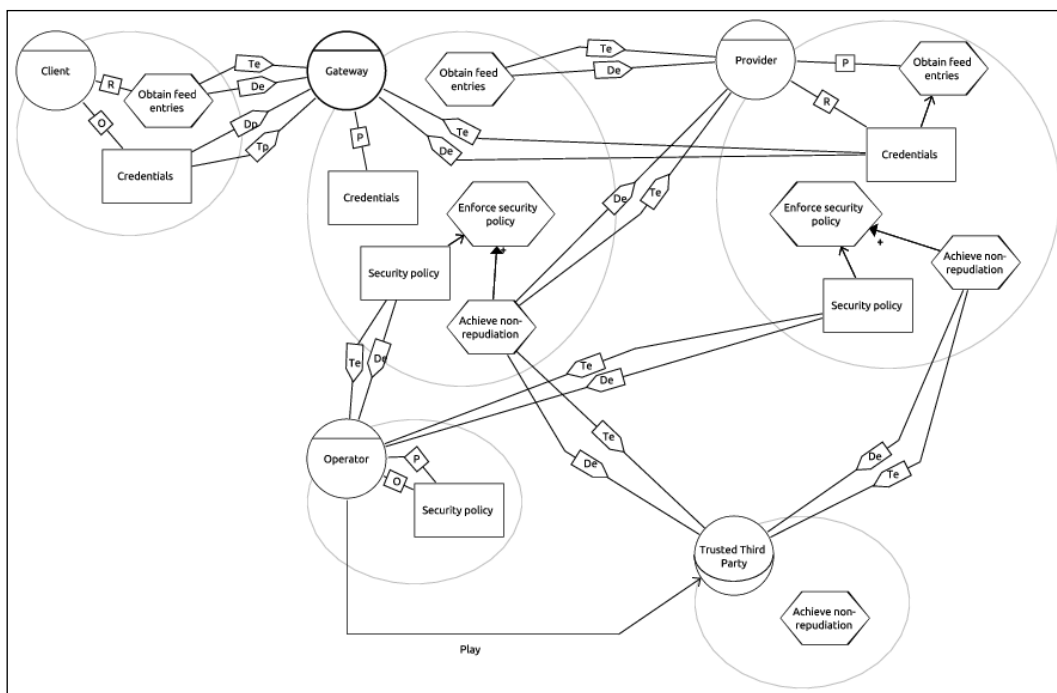 Client
R
Obtain feed
entries
Te
De
O
Dp
Tp
Credentials
Gateway
P
Credentials
Obtain feed
entries
Te
De
Te
De
Provider
P
Obtain feed
entries
R
Credentials
Enforce security
policy
+
Security policy
Achieve non-
repudiation
De
Te
Enforce security
policy
+
Achieve non-
repudiation
Security policy
Te
De
Te
De
Operator
P
O
Security policy
Te
De
De
Te
Trusted Third
Party
Achieve non-
repudiation
Play